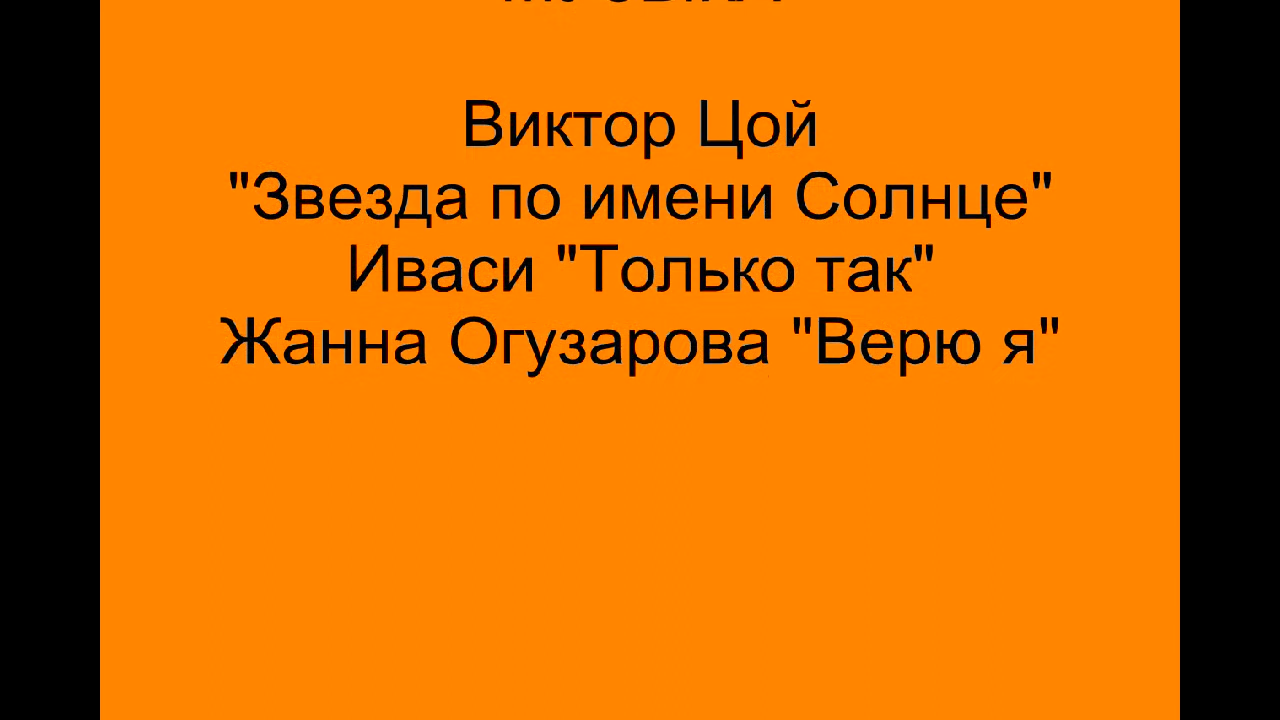 Виктор Цой
"Звезда по имени Солнце"
Иваси "Только так"
Жанна Огузарова "Верю я"